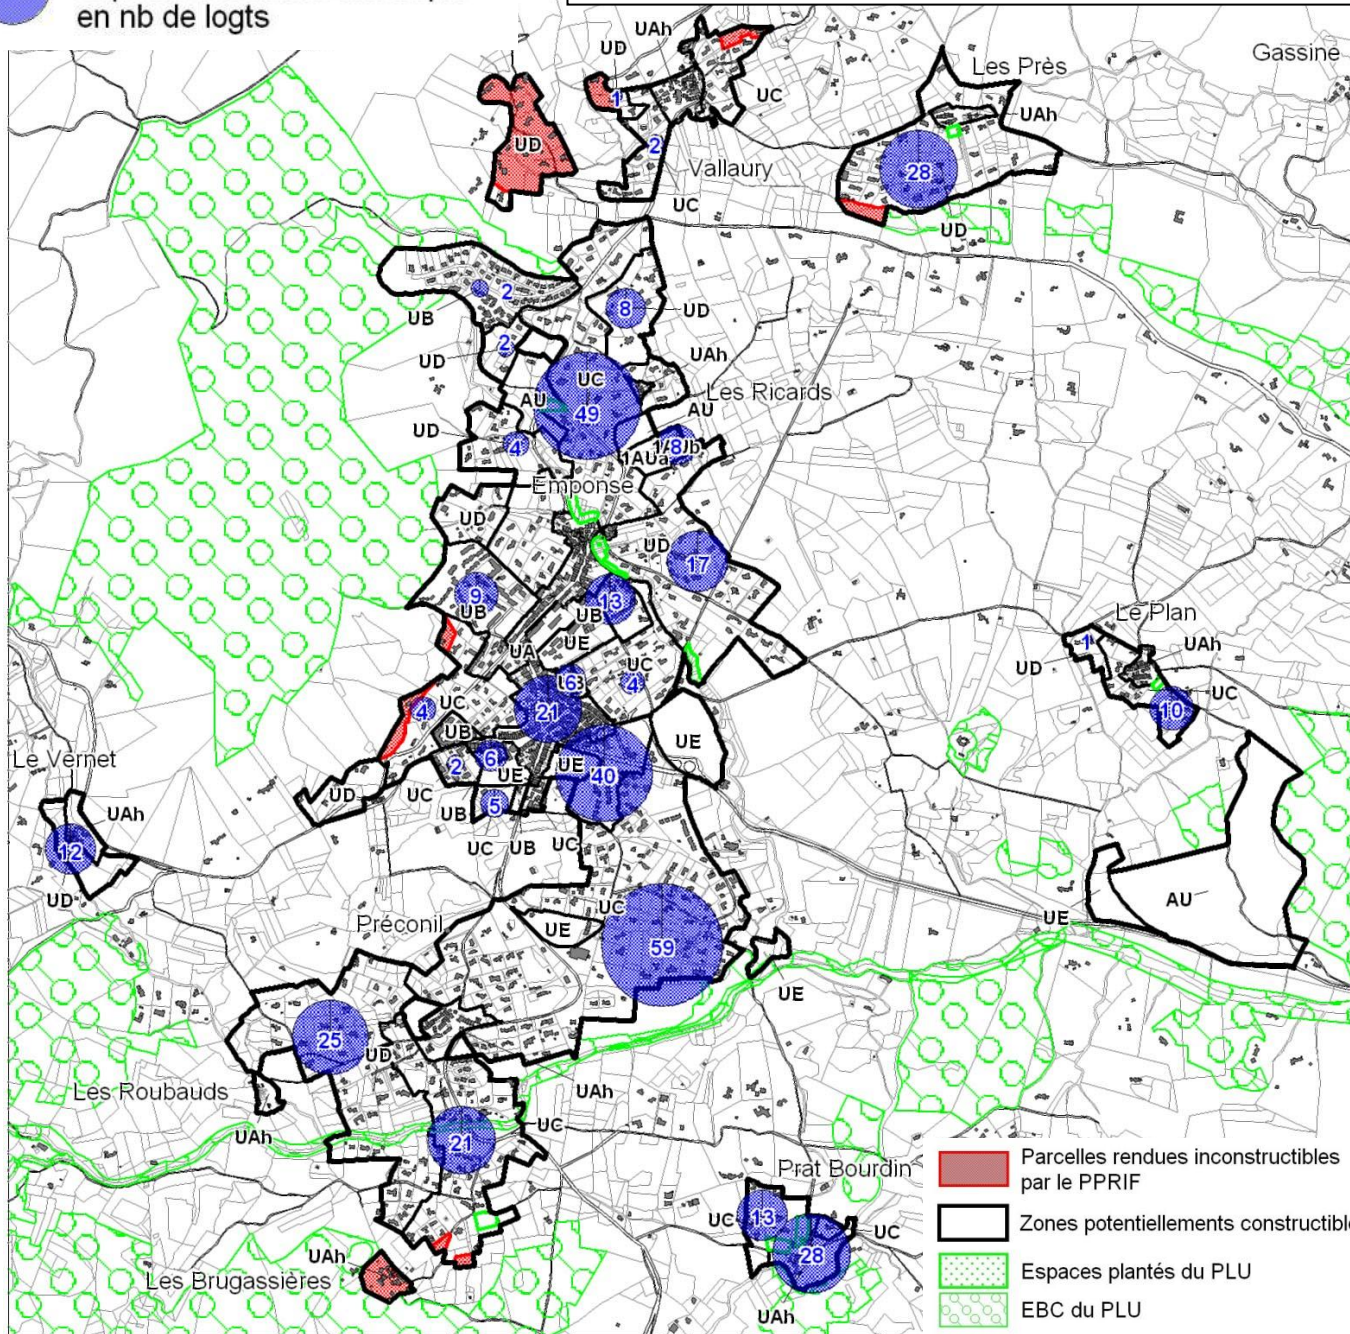 en nb de logts
UAh
UD
Gassine
Les Près
1
UC
UAh
UD
2
28
Vallaury
UC
UD
2
8
UD
UB
2
UAh
UD
UC
Les Ricards
AU
49
AU
UD
4
8
1AUa
Emponse
UD
UD
17
9
13
UB
UB
Le Plan
UE
1
UAh
UA
UC
UD
6
4
UC
4
UC
21
10
UB
UE
Le Vernet
6
UE
2
UE
40
UD
UC
5
UAh
UB
12
UC
UB
UC
UD
AU
UC
UE
Préconil
UE
59
UE
25
UD
Les Roubauds
UAh
UAh
UC
21
Prat Bourdin
Parcelles rendues inconstructibles
par le PPRIF
13
UC
UC
Zones potentiellements constructible
28
UAh
Les Brugassières
Espaces plantés du PLU
UAh
EBC du PLU